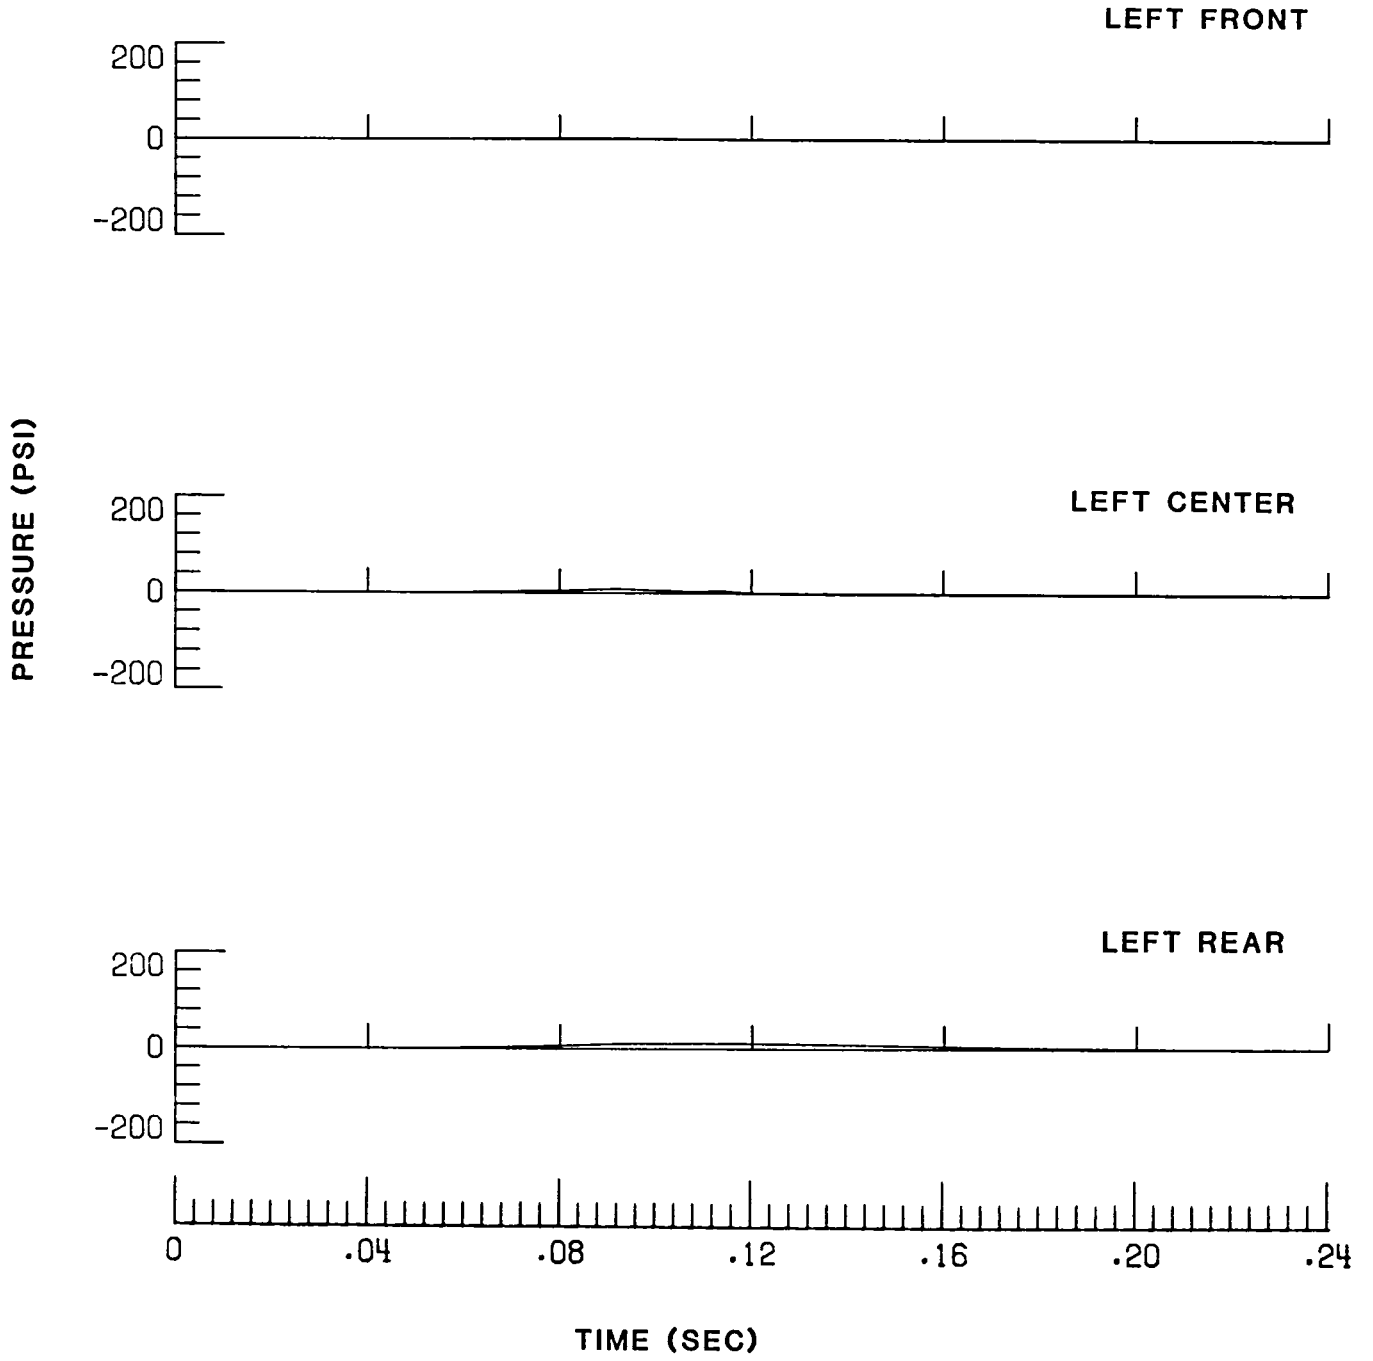 LEFT FRONT
200
0
-200
PRESSURE (PSI)
LEFT CENTER
200
0
-200
LEFT REAR
200
0
-200
0 .04 .08 .12 .16 .20 .24
TIME (SEC)